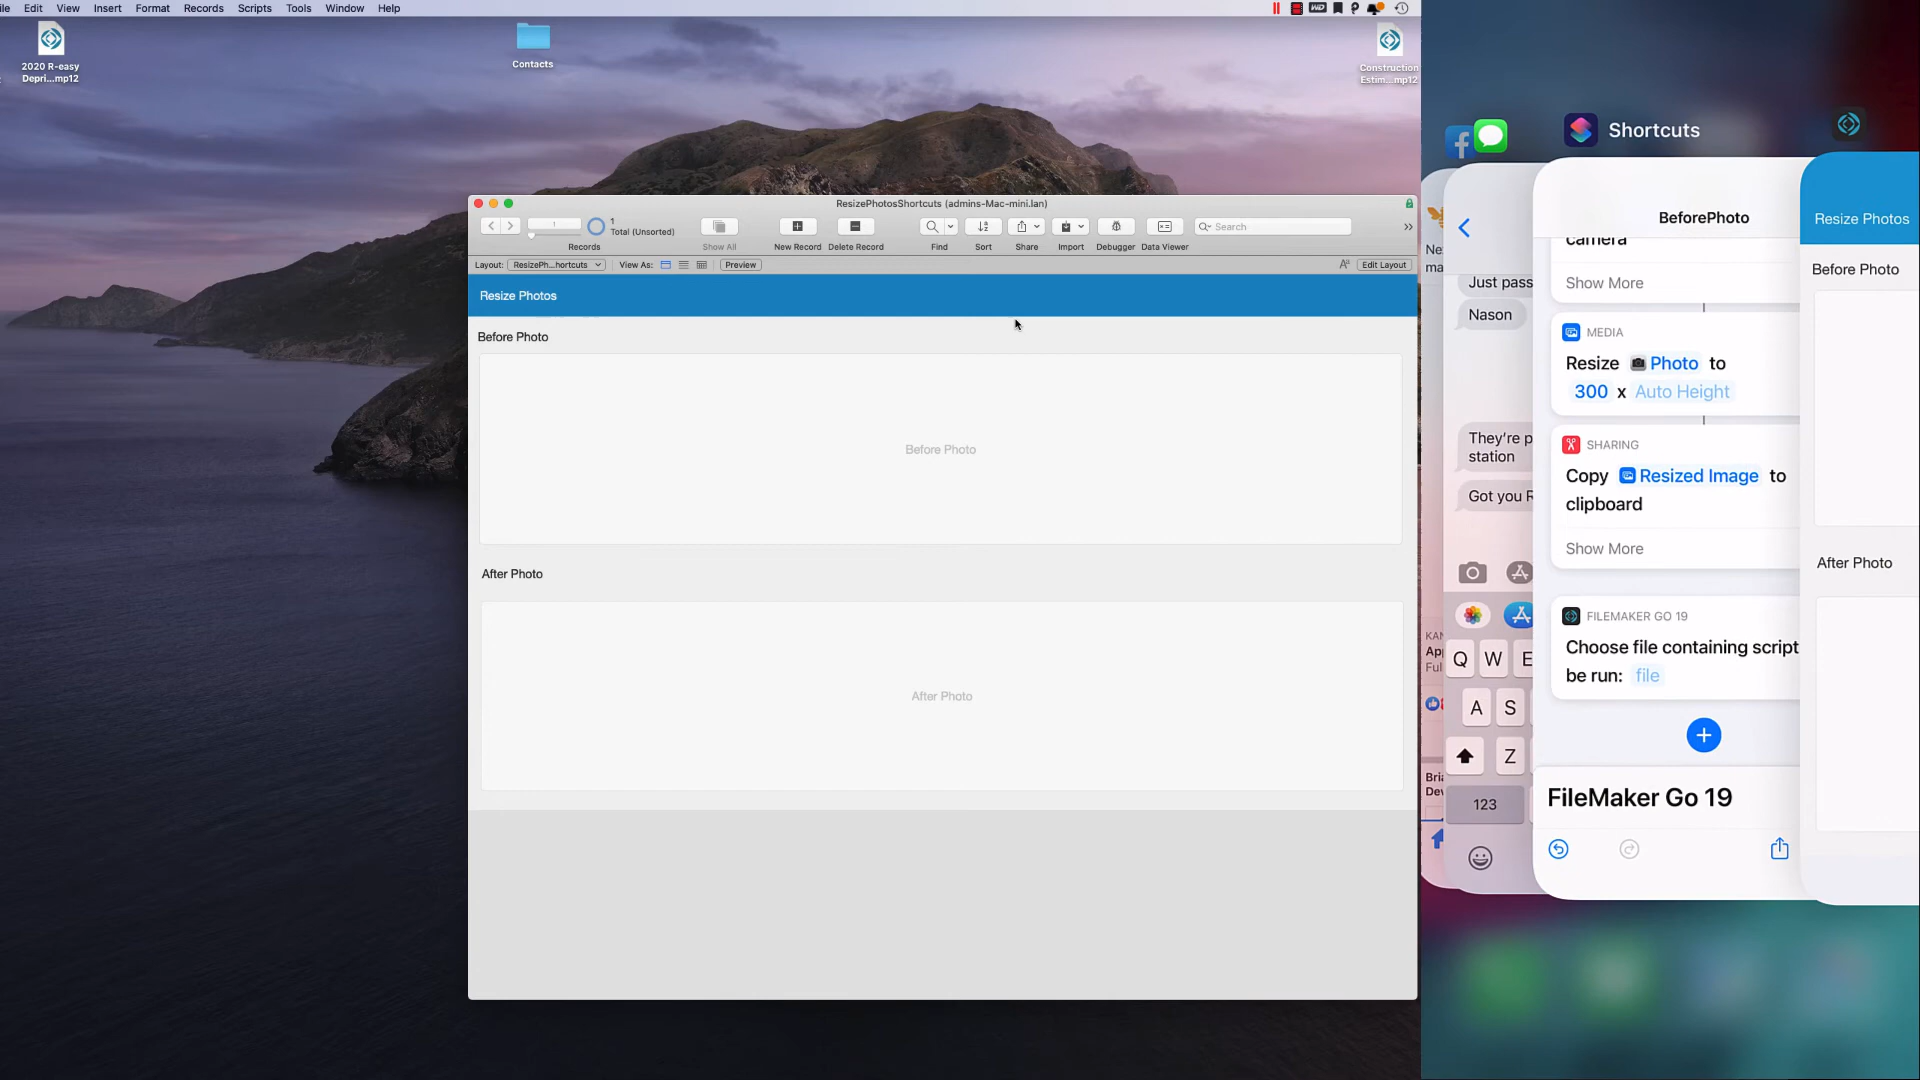 ile Edit View Insert Format Records Scripts Tools Window Help
WD
2020 R-easy
Depri...mp12
Contacts
Construction
Estim...mp12
ResizePhotosShortcuts (admins-Mac-mini.lan)
1
1
Total (Unsorted)
Records
Show All
New Record
Delete Record
Find
Sort
Share
Import
Debugger
Data Viewer
Search
Layout:
ResizePh...hortcuts
View As:
Preview
Edit Layout
Resize Photos
Before Photo
Before Photo
After Photo
After Photo
Just pass
Nason
They're p
station
Got you R
Q W E
A S
Z
123
Shortcuts
BeforePhoto
camera
Show More
MEDIA
Resize Photo to
300 x Auto Height
SHARING
Copy Resized Image to
clipboard
Show More
FILEMAKER GO 19
Choose file containing script
be run: file
FileMaker Go 19
Resize Photos
Before Photo
After Photo